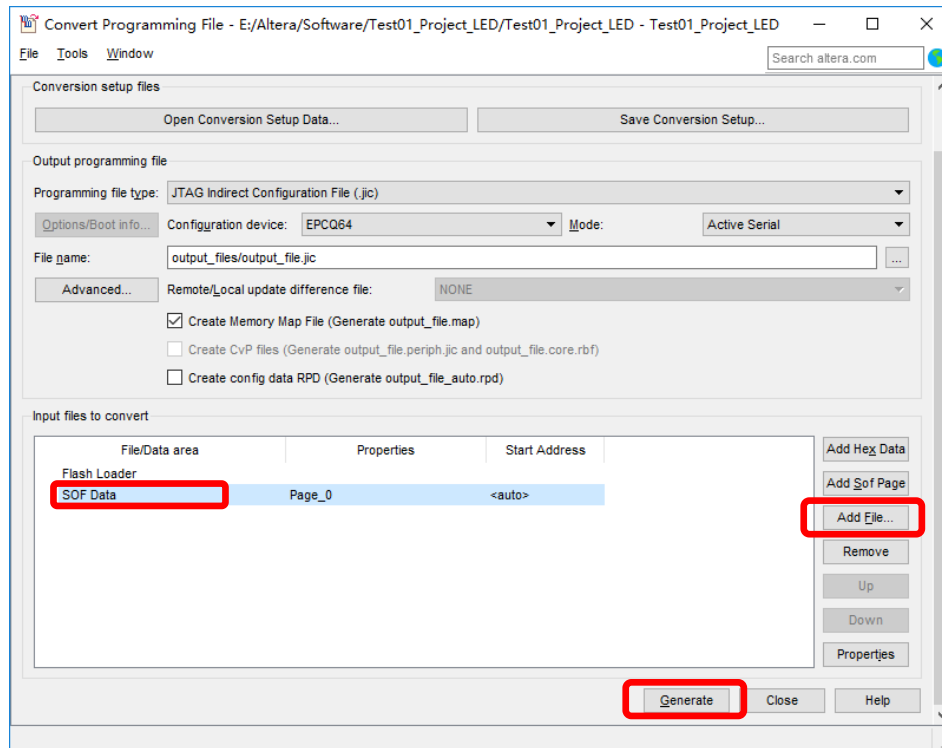 Convert Programming File - E:/Altera/Software/Test01_Project_LED/Test01_Project_LED - Test01_Project_LED
File Tools Window
Search altera.com
Conversion setup files
Open Conversion Setup Data... Save Conversion Setup...
Output programming file
Programming file type: JTAG Indirect Configuration File (.jic)
Options/Boot info... Configuration device: EPCQ64 Mode: Active Serial
File name: output_files/output_file.jic ...
Advanced... Remote/Local update difference file: NONE
Create Memory Map File (Generate output_file.map)
Create CvP files (Generate output_file.periph.jic and output_file.core.rbf)
Create config data RPD (Generate output_file_auto.rpd)
Input files to convert
File/Data area Properties Start Address
Flash Loader
SOF Data Page_0 <auto>
Add Hex Data
Add Sof Page
Add File...
Remove
Up
Down
Properties
Generate Close Help